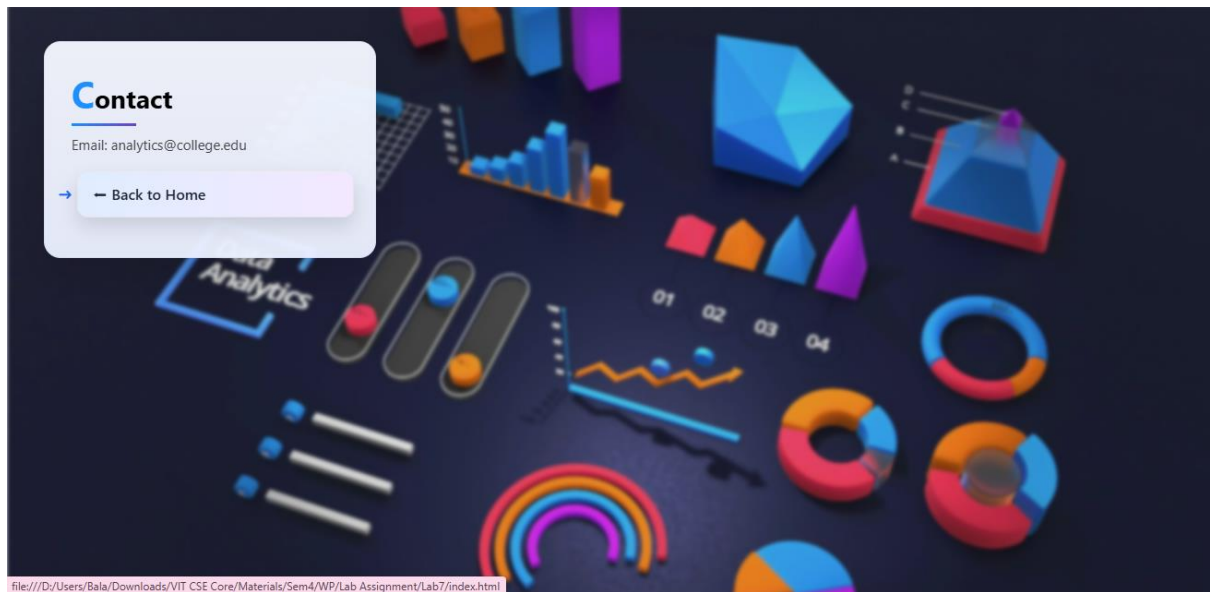 Contact
Email: analytics@college.edu
→ ← Back to Home
D
C
B
A
Data
Analytics
01
02
03
04
file:///D:/Users/Bala/Downloads/VIT CSE Core/Materials/Sem4/WP/Lab Assignment/Lab7/index.html